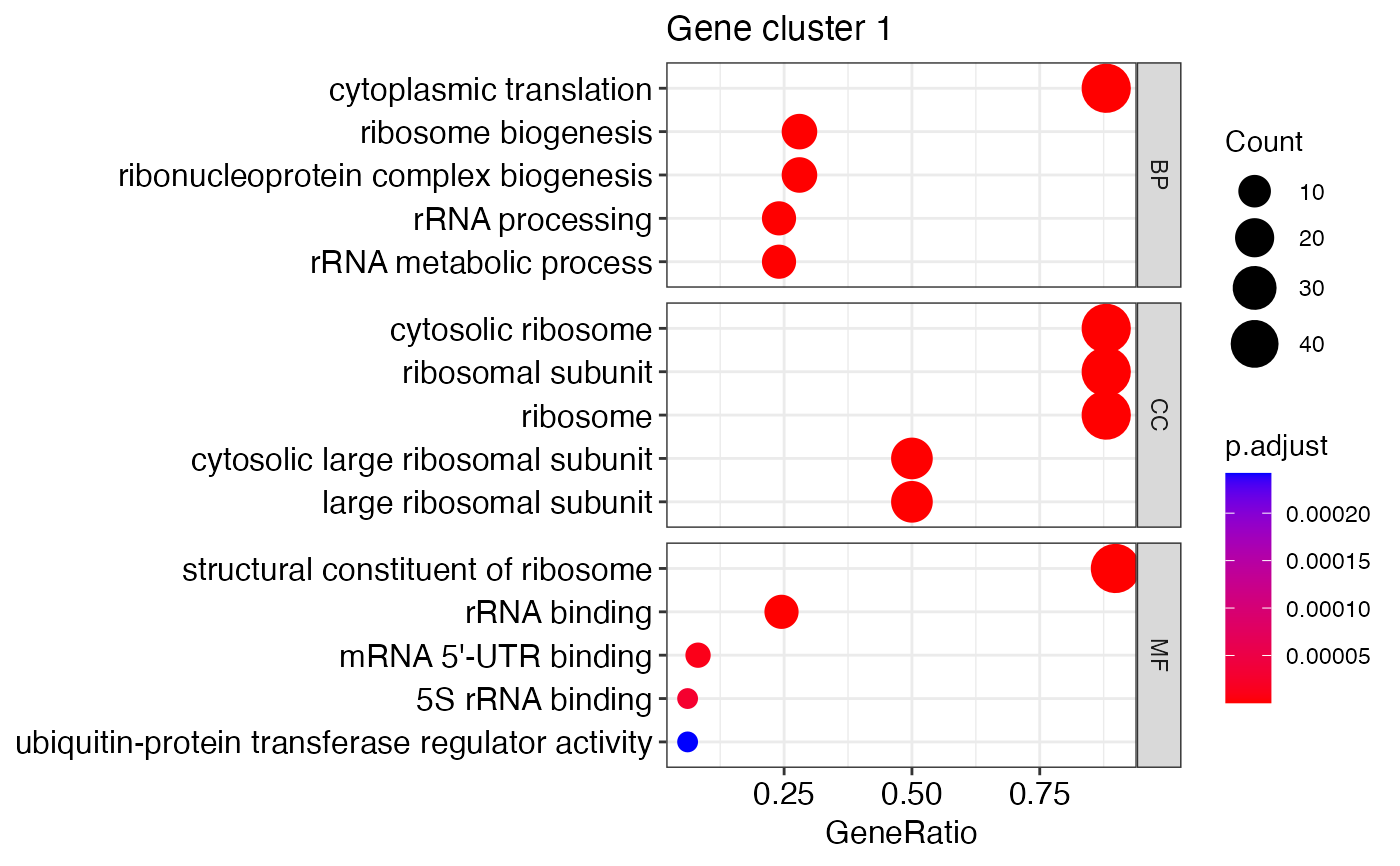 Gene cluster 1
cytoplasmic translation
ribosome biogenesis
ribonucleoprotein complex biogenesis
rRNA processing
rRNA metabolic process
BP
cytosolic ribosome
ribosomal subunit
ribosome
cytosolic large ribosomal subunit
large ribosomal subunit
CC
structural constituent of ribosome
rRNA binding
mRNA 5'-UTR binding
5S rRNA binding
ubiquitin-protein transferase regulator activity
MF
0.25 0.50 0.75
GeneRatio
Count
10
20
30
40
p.adjust
0.00020
0.00015
0.00010
0.00005